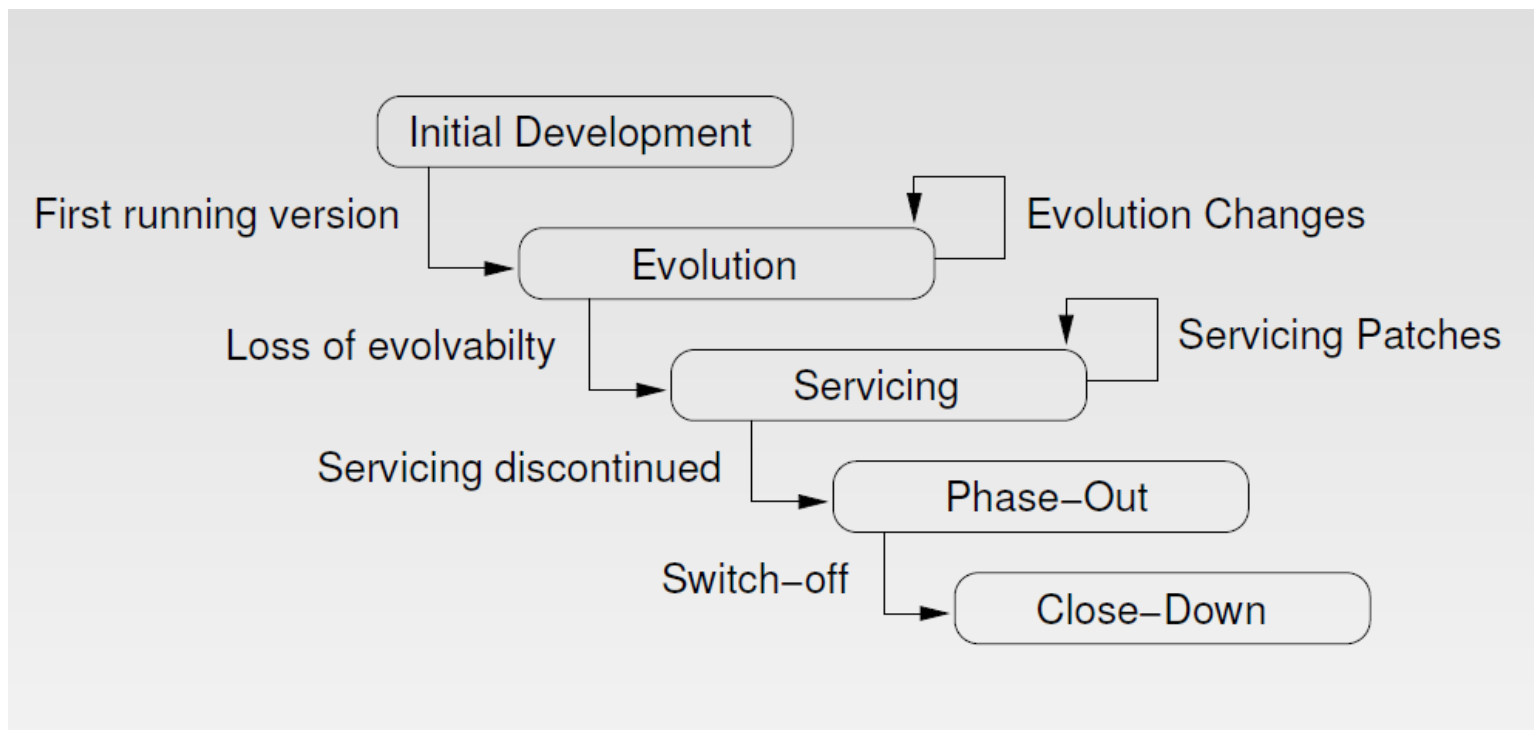 Initial Development
First running version
Evolution Changes
Evolution
Loss of evolvabilty
Servicing Patches
Servicing
Servicing discontinued
Phase–Out
Switch–off
Close–Down